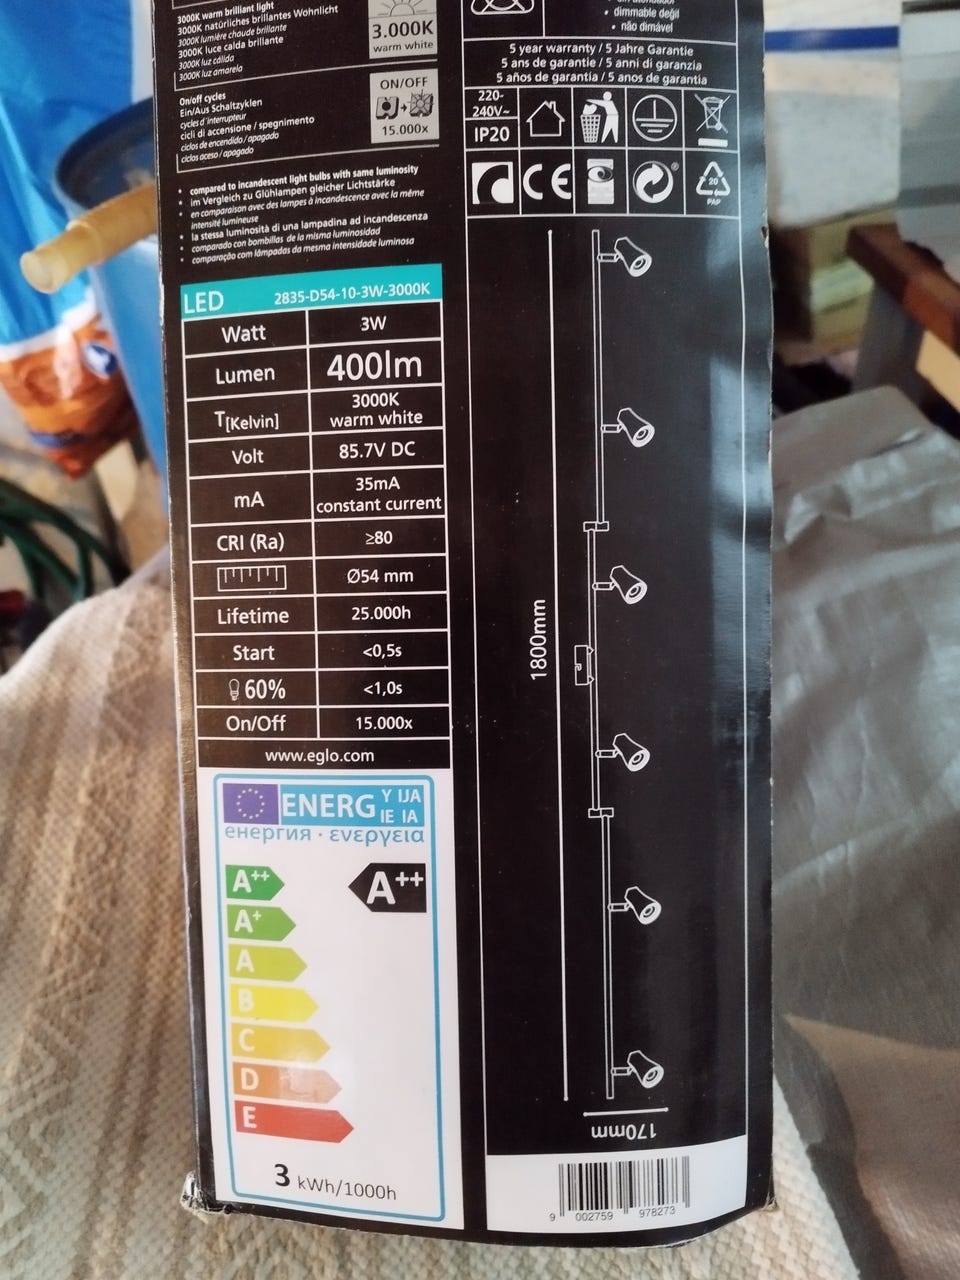 3000K warm brilliant light
3000K natürliches brillantes Wohnlicht
3000K lumière chaude brillante
3000K luce calda brillante
3000K luz cálida
3000K luz amarela
3.000K
warm white
On/off cycles
Ein/Aus Schaltzyklen
cycles d'interrupteur
cicli di accensione / spegnimento
ciclos de encendido / apagado
ciclos aceso / apagado
ON/OFF
15.000x
• compared to incandescent light bulbs with same luminosity
• im Vergleich zu Glühlampen gleicher Lichtstärke
• en comparaison avec des lampes à incandescence avec la même
intensité lumineuse
• la stessa luminosità di una lampadina ad incandescenza
• comparado con bombillas de la misma luminosidad
• comparação com lâmpadas da mesma intensidade luminosa
LED 2835-D54-10-3W-3000K
Watt 3W
Lumen 400lm
T[Kelvin] 3000K
warm white
Volt 85.7V DC
mA 35mA
constant current
CRI (Ra) ≥80
Ø54 mm
Lifetime 25.000h
Start <0,5s
60% <1,0s
On/Off 15.000x
www.eglo.com
ENERG Y IJA
IE IA
енергия · ενεργεια
A++ A++
A+
A
B
C
D
E
3 kWh/1000h
• dimmable değil
• não dimável
5 year warranty / 5 Jahre Garantie
5 ans de garantie / 5 anni di garanzia
5 años de garantía / 5 anos de garantia
220-
240V~
IP20
CE
20
PAP
1800mm
170mm
9 002759 978273